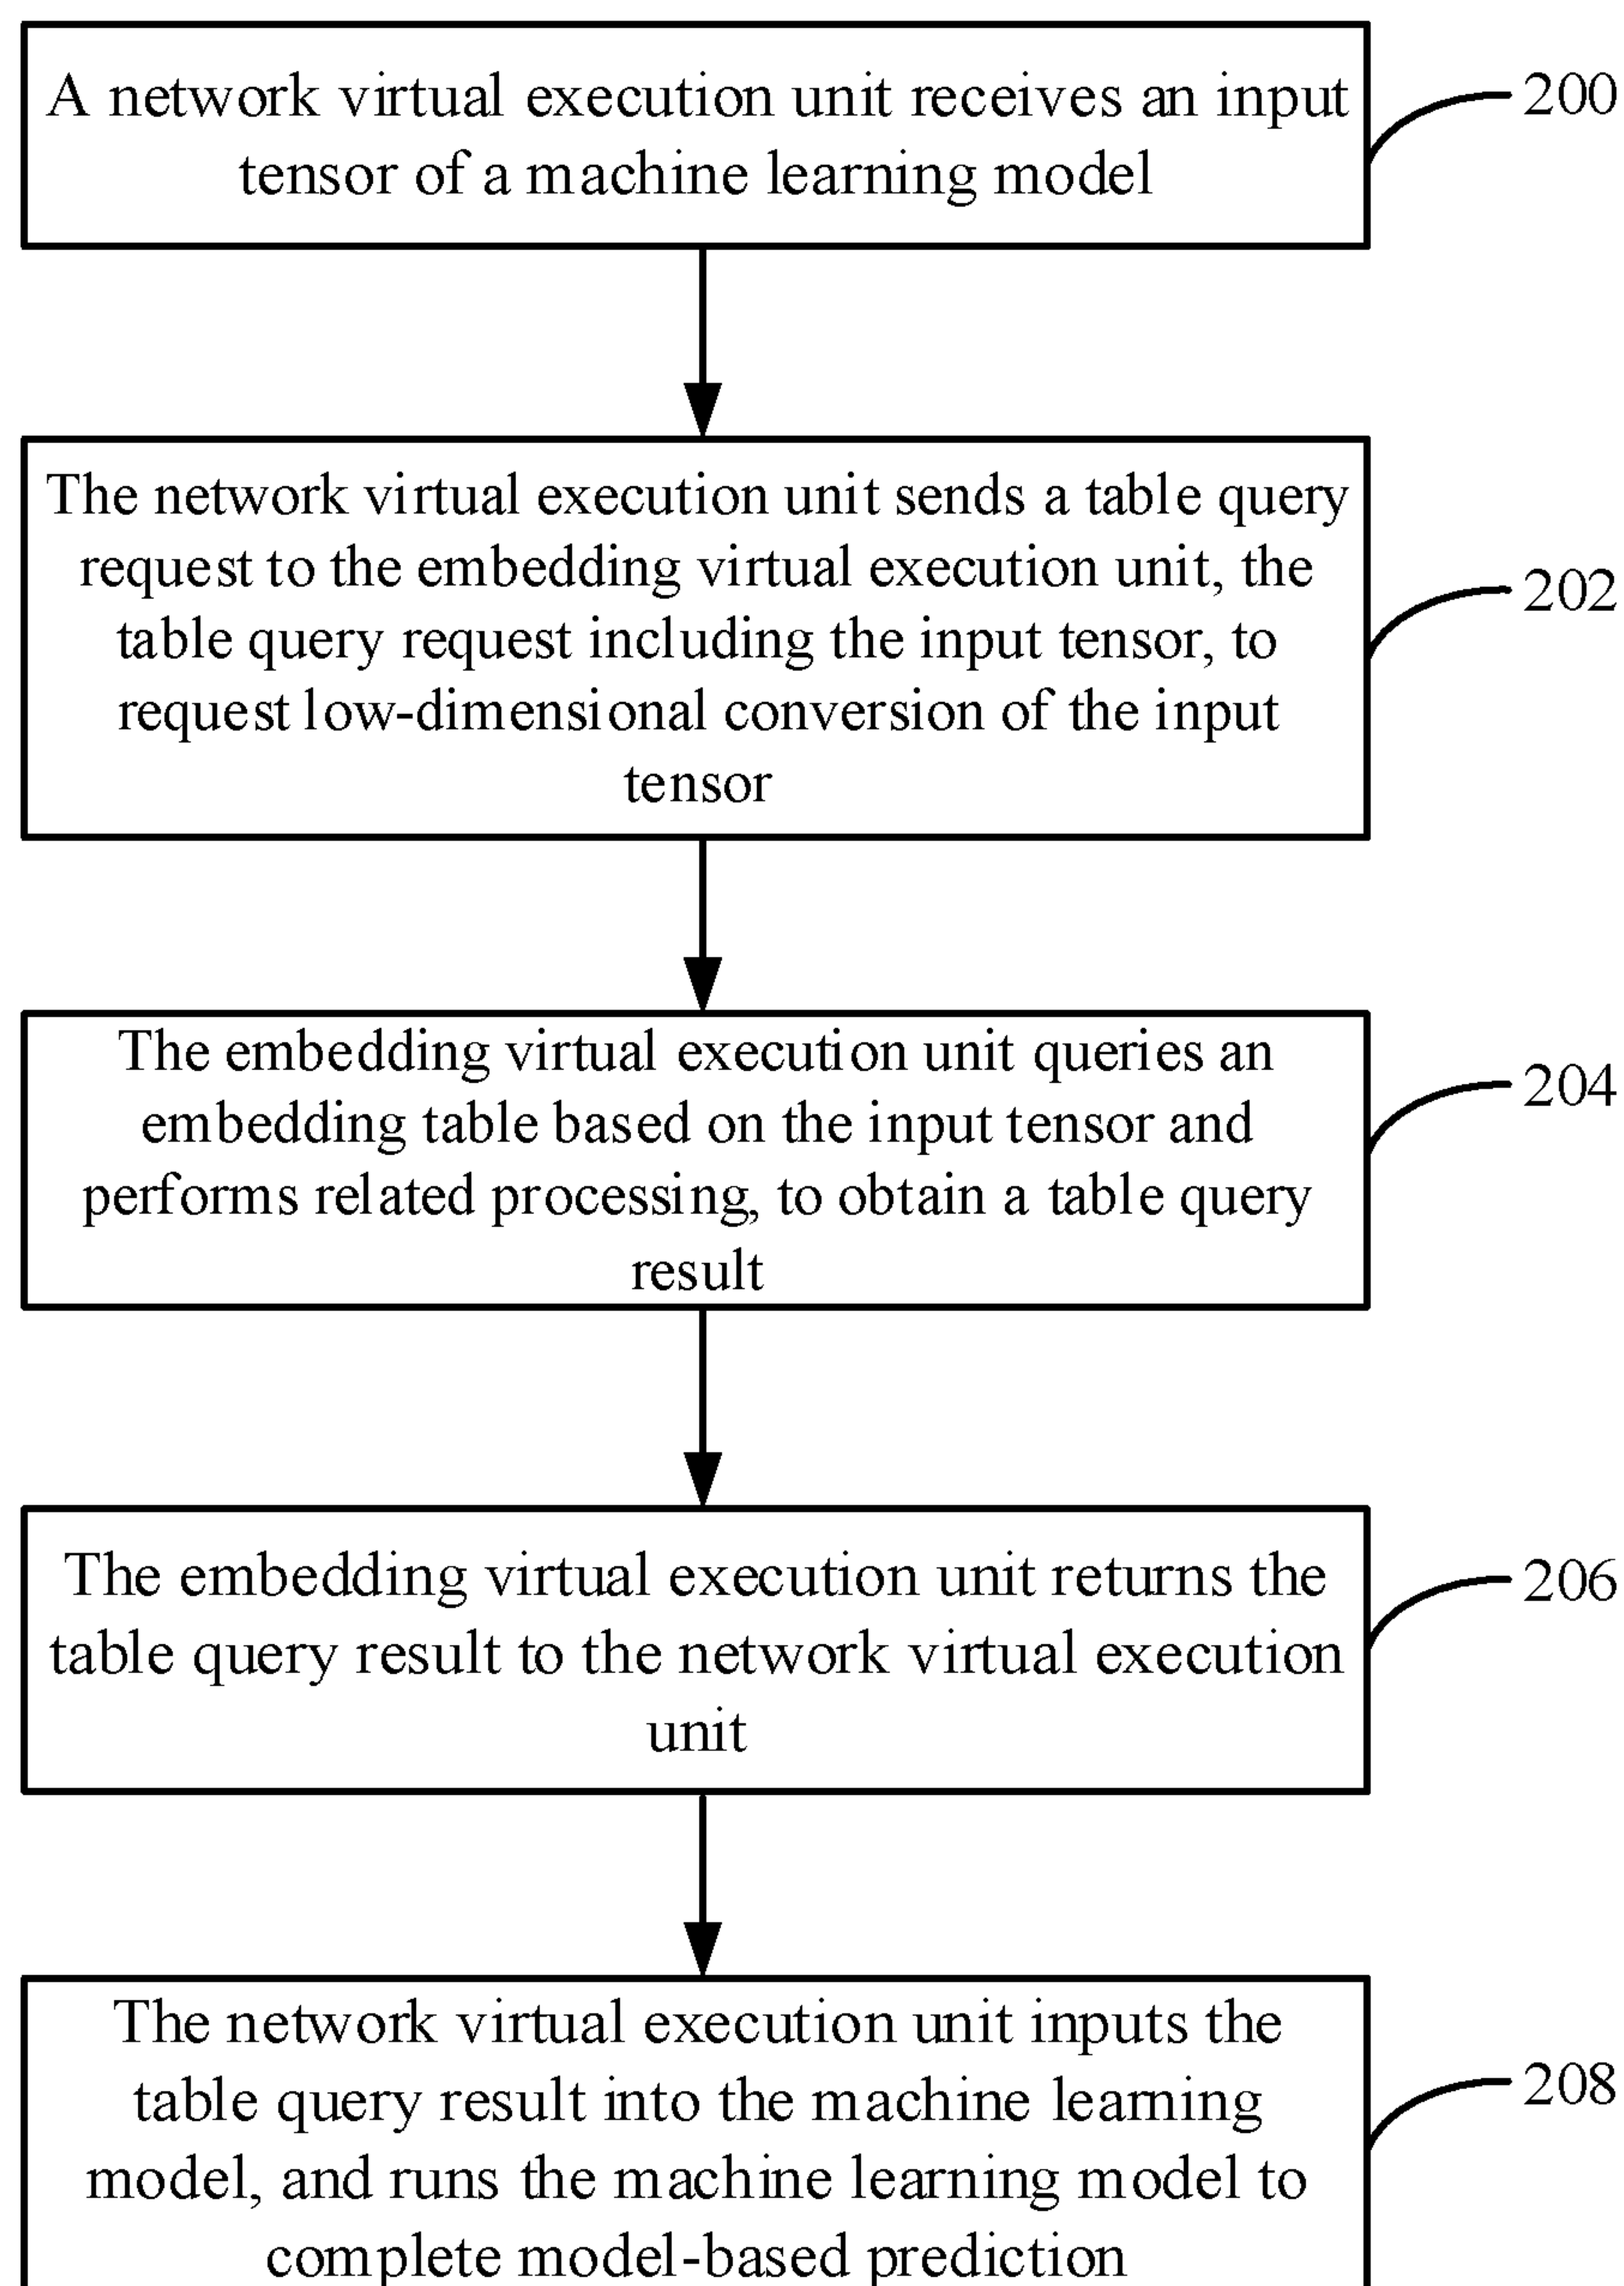 A network virtual execution unit receives an input
tensor of a machine learning model
200
The network virtual execution unit sends a table query
request to the embedding virtual execution unit, the
table query request including the input tensor, to
request low-dimensional conversion of the input
tensor
202
The embedding virtual execution unit queries an
embedding table based on the input tensor and
performs related processing, to obtain a table query
result
204
The embedding virtual execution unit returns the
table query result to the network virtual execution
unit
206
The network virtual execution unit inputs the
table query result into the machine learning
model, and runs the machine learning model to
complete model-based prediction
208